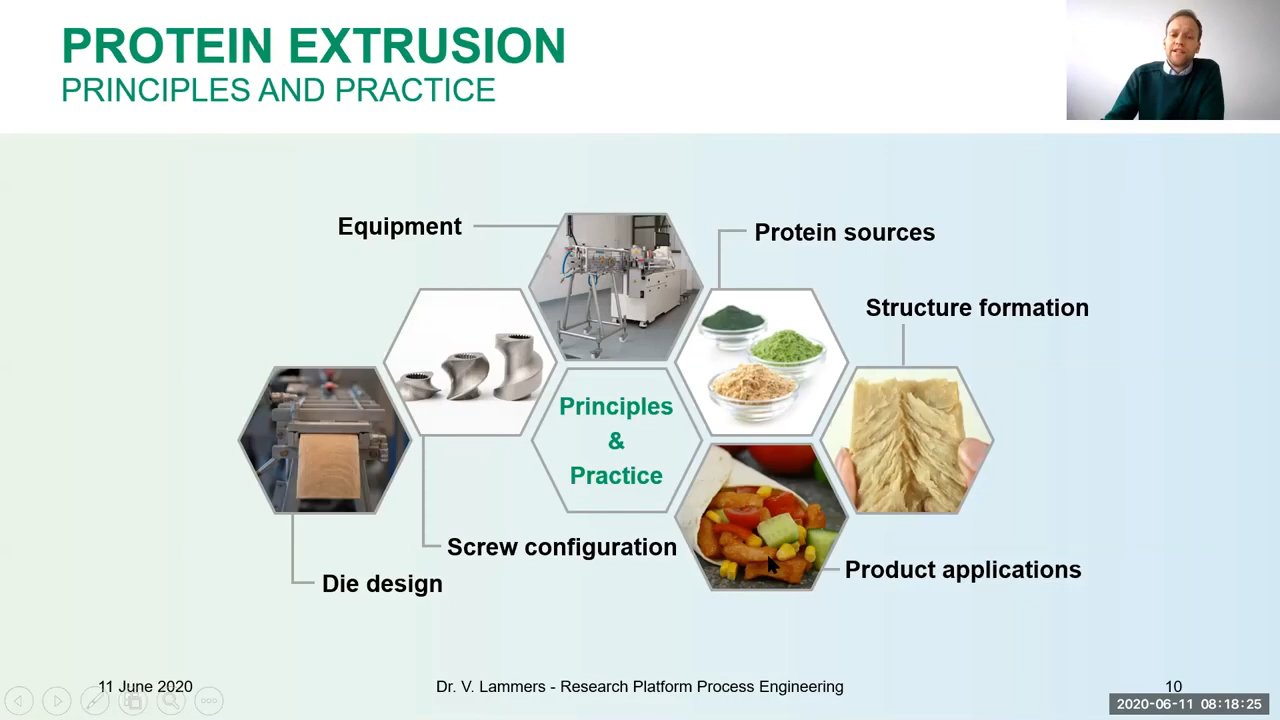 PROTEIN EXTRUSION
PRINCIPLES AND PRACTICE
Equipment
Protein sources
Structure formation
Principles
&
Practice
Screw configuration
Die design
Product applications
11 June 2020
Dr. V. Lammers - Research Platform Process Engineering
10
2020-06-11 08:18:25